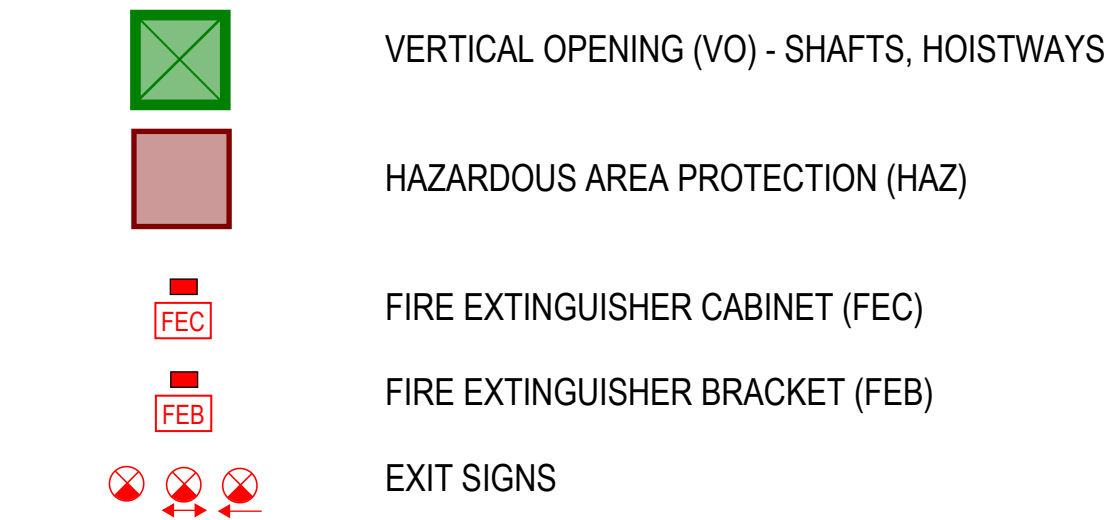 VERTICAL OPENING (VO) - SHAFTS, HOISTWAYS
HAZARDOUS AREA PROTECTION (HAZ)
FEC FIRE EXTINGUISHER CABINET (FEC)
FEB FIRE EXTINGUISHER BRACKET (FEB)
EXIT SIGNS